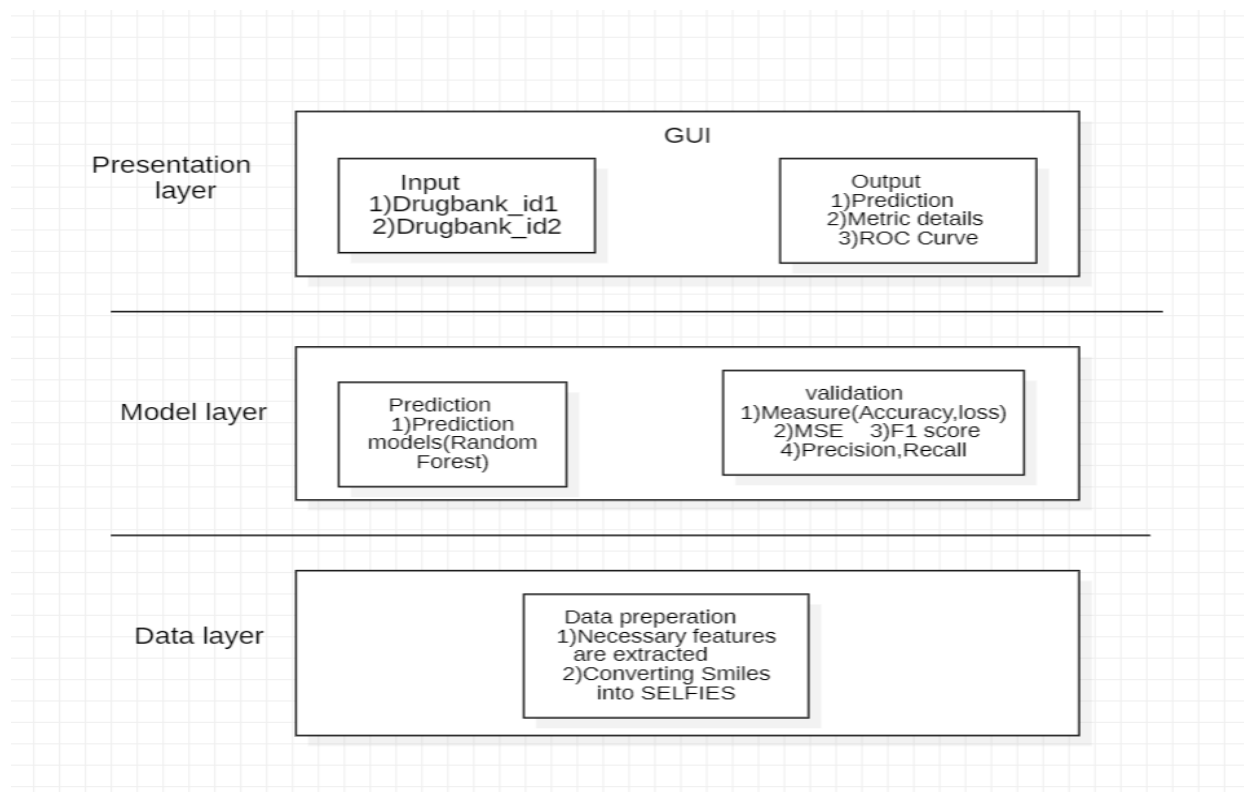 GUI
Presentation
layer
Input
1)Drugbank_id1
2)Drugbank_id2
Output
1)Prediction
2)Metric details
3)ROC Curve
Model layer
Prediction
1)Prediction
models(Random
Forest)
validation
1)Measure(Accuracy,loss)
2)MSE 3)F1 score
4)Precision,Recall
Data layer
Data preperation
1)Necessary features
are extracted
2)Converting Smiles
into SELFIES